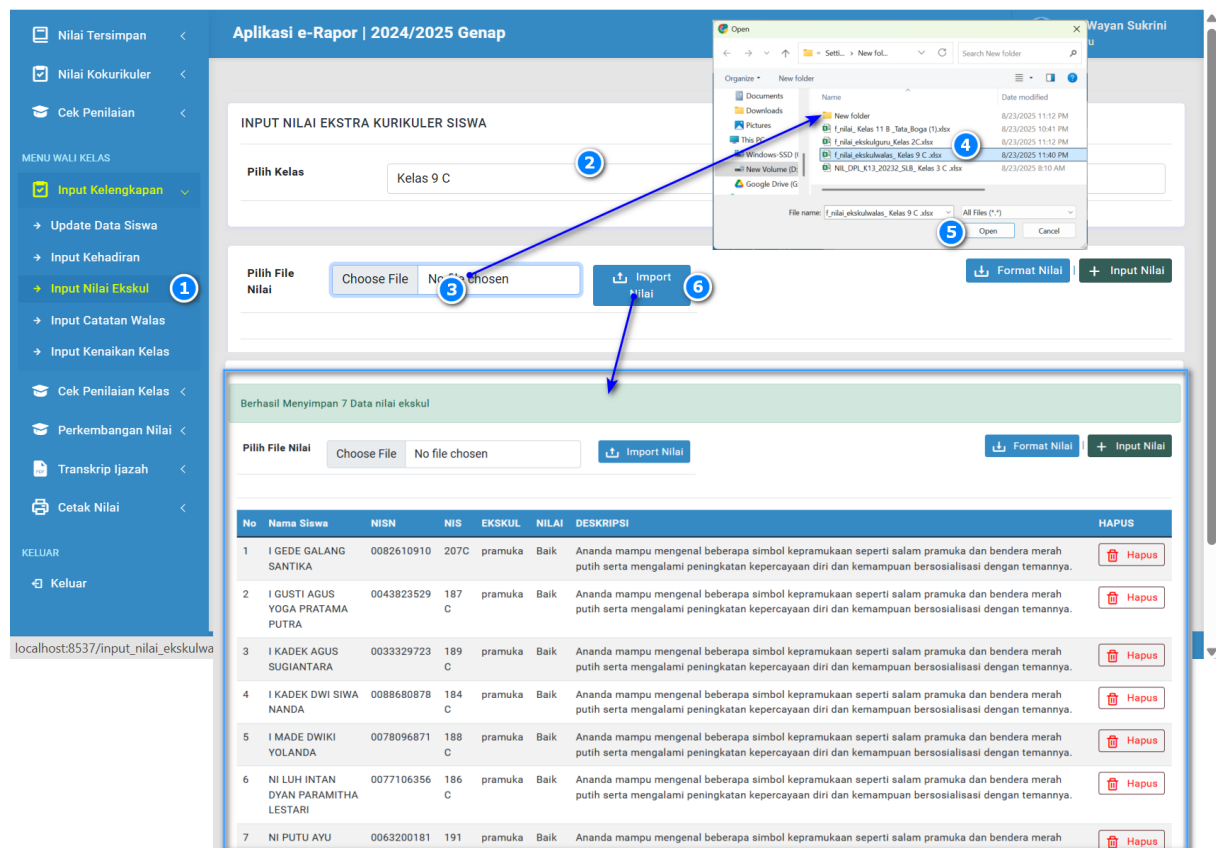 Nilai Tersimpan
Nilai Kokurikuler
Cek Penilaian
MENU WALI KELAS
Input Kelengkapan
Update Data Siswa
Input Kehadiran
Input Nilai Ekskul
1
Input Catatan Walas
Input Kenaikan Kelas
Cek Penilaian Kelas
Perkembangan Nilai
Transkrip Ijazah
Cetak Nilai
KELUAR
Keluar
localhost:8537/input_nilai_ekskulwa
Aplikasi e-Rapor | 2024/2025 Genap
Wayan Sukrini
INPUT NILAI EKSTRA KURIKULER SISWA
Pilih Kelas
Kelas 9 C
2
Open
Setti... > New fol...
Search New folder
Organize
New folder
Documents
Downloads
Pictures
This PC
Windows-SSD (
New Volume (D:
Google Drive (G:
Name
Date modified
New folder
8/23/2025 11:12 PM
f_nilai_ Kelas 11 B _Tata_Boga (1).xlsx
8/23/2025 10:41 PM
f_nilai_ekskulguru_Kelas 2C.xlsx
8/23/2025 11:12 PM
f_nilai_ekskulwalas_ Kelas 9 C .xlsx
8/23/2025 11:40 PM
NIL_DPL_K13_20232_SLB_ Kelas 3 C .xlsx
8/23/2025 8:10 AM
4
File name:
f_nilai_ekskulwalas_ Kelas 9 C .xlsx
All Files (*.*)
5
Open
Cancel
Pilih File
Nilai
Choose File
No file chosen
3
Import
Nilai
6
Format Nilai
|
+ Input Nilai
Berhasil Menyimpan 7 Data nilai ekskul
Pilih File Nilai
Choose File
No file chosen
Import Nilai
Format Nilai
|
+ Input Nilai
No Nama Siswa NISN NIS EKSKUL NILAI DESKRIPSI HAPUS
1 I GEDE GALANG 0082610910 207C pramuka Baik Ananda mampu mengenal beberapa simbol kepramukaan seperti salam pramuka dan bendera merah Hapus
SANTIKA putih serta mengalami peningkatan kepercayaan diri dan kemampuan bersosialisasi dengan temannya.
2 I GUSTI AGUS 0043823529 187 pramuka Baik Ananda mampu mengenal beberapa simbol kepramukaan seperti salam pramuka dan bendera merah Hapus
YOGA PRATAMA C putih serta mengalami peningkatan kepercayaan diri dan kemampuan bersosialisasi dengan temannya.
PUTRA
3 I KADEK AGUS 0033329723 189 pramuka Baik Ananda mampu mengenal beberapa simbol kepramukaan seperti salam pramuka dan bendera merah Hapus
SUGIANTARA C putih serta mengalami peningkatan kepercayaan diri dan kemampuan bersosialisasi dengan temannya.
4 I KADEK DWI SIWA 0088680878 184 pramuka Baik Ananda mampu mengenal beberapa simbol kepramukaan seperti salam pramuka dan bendera merah Hapus
NANDA C putih serta mengalami peningkatan kepercayaan diri dan kemampuan bersosialisasi dengan temannya.
5 I MADE DWIKI 0078096871 188 pramuka Baik Ananda mampu mengenal beberapa simbol kepramukaan seperti salam pramuka dan bendera merah Hapus
YOLANDA C putih serta mengalami peningkatan kepercayaan diri dan kemampuan bersosialisasi dengan temannya.
6 NI LUH INTAN 0077106356 186 pramuka Baik Ananda mampu mengenal beberapa simbol kepramukaan seperti salam pramuka dan bendera merah Hapus
DYAN PARAMITHA C putih serta mengalami peningkatan kepercayaan diri dan kemampuan bersosialisasi dengan temannya.
LESTARI
7 NI PUTU AYU 0063200181 191 pramuka Baik Ananda mampu mengenal beberapa simbol kepramukaan seperti salam pramuka dan bendera merah Hapus